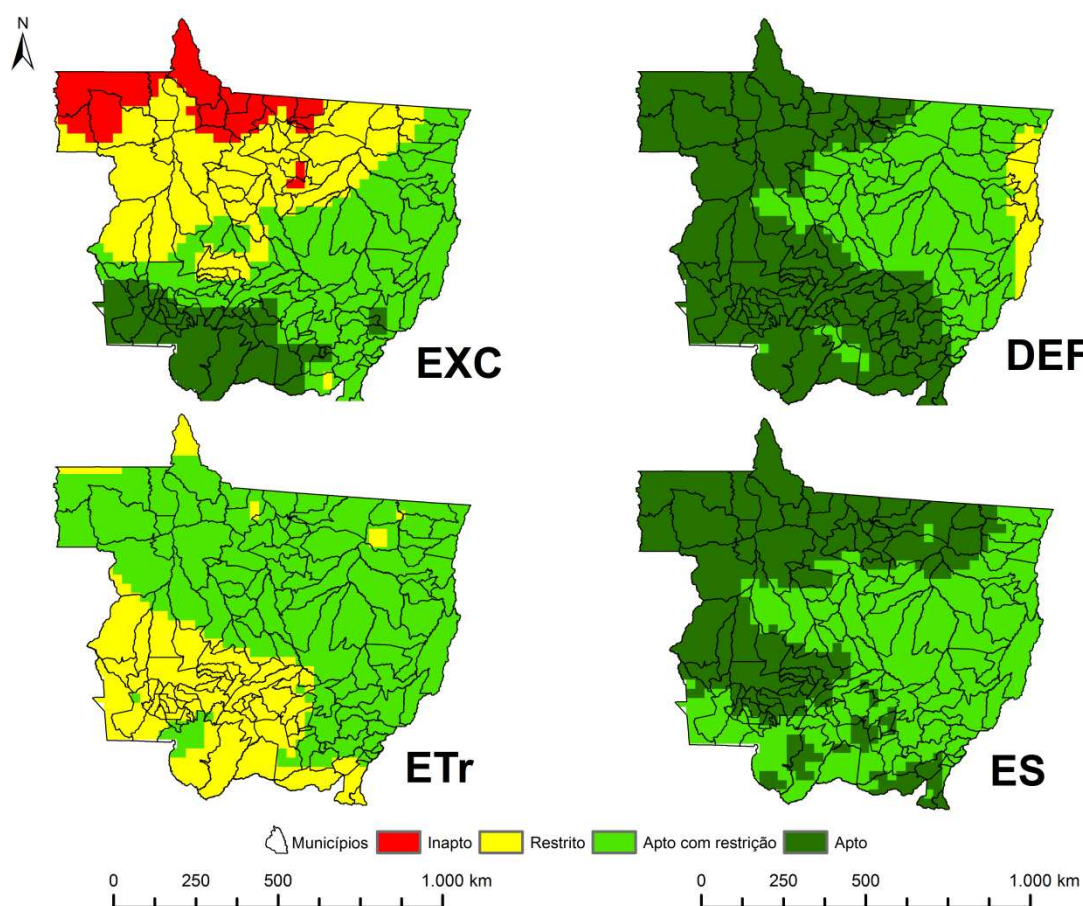 N
EXC
DEF
ETr
ES
Municípios Inapto Restrito Apto com restrição Apto
0 250 500 1.000 km
0 250 500 1.000 km